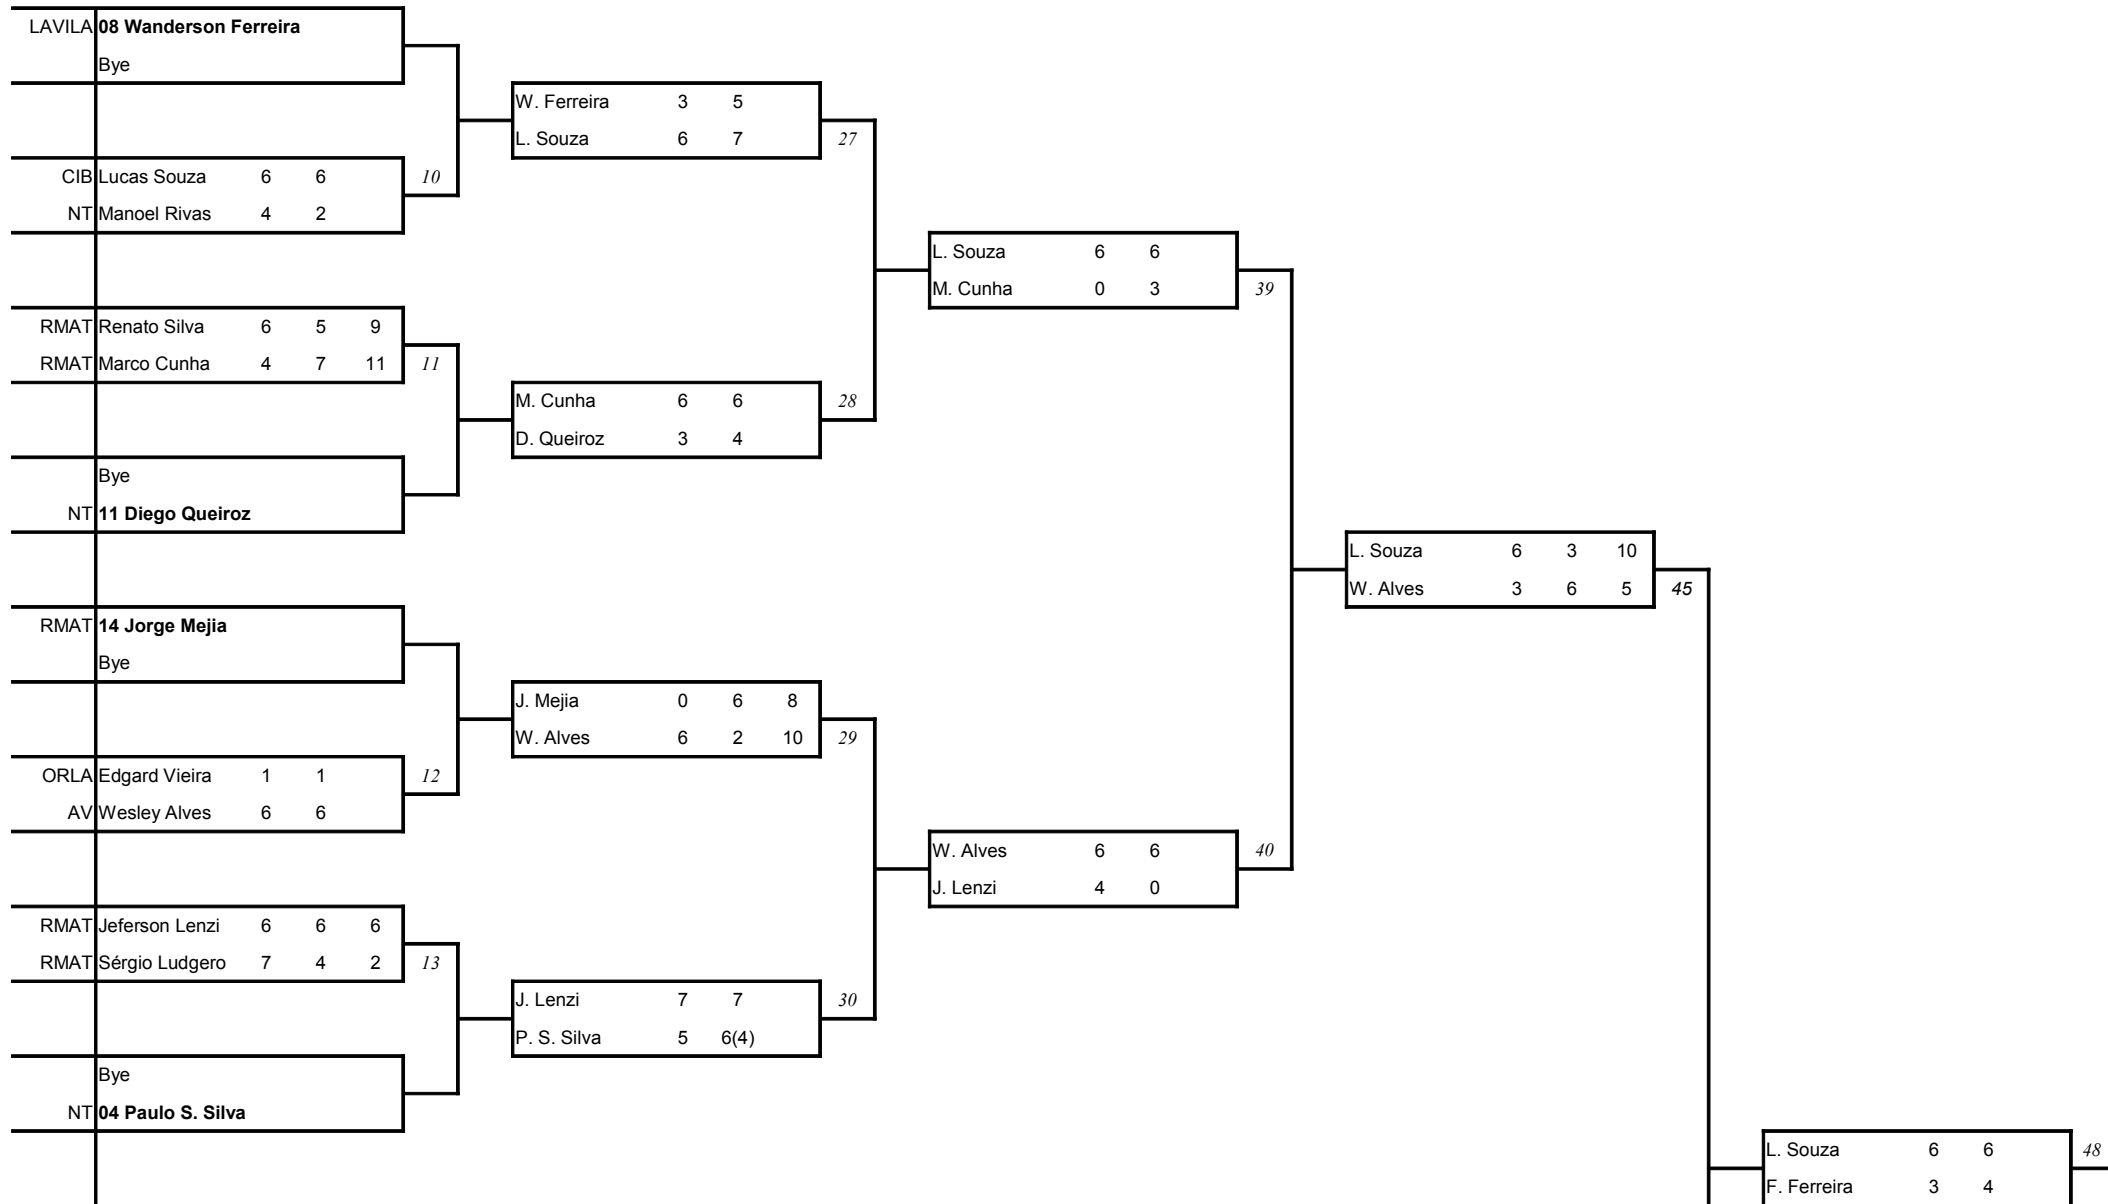 LAVILA 08 Wanderson Ferreira
Bye
W. Ferreira 3 5
L. Souza 6 7 27
CIB Lucas Souza 6 6 10
NT Manoel Rivas 4 2
L. Souza 6 6
M. Cunha 0 3 39
RMAT Renato Silva 6 5 9
RMAT Marco Cunha 4 7 11 11
M. Cunha 6 6 28
D. Queiroz 3 4
Bye
NT 11 Diego Queiroz
L. Souza 6 3 10
W. Alves 3 6 5 45
RMAT 14 Jorge Mejia
Bye
J. Mejia 0 6 8
W. Alves 6 2 10 29
ORLA Edgard Vieira 1 1 12
AV Wesley Alves 6 6
W. Alves 6 6 40
J. Lenzi 4 0
RMAT Jeferson Lenzi 6 6 6
RMAT Sérgio Ludgero 7 4 2 13
J. Lenzi 7 7 30
P. S. Silva 5 6(4)
Bye
NT 04 Paulo S. Silva
L. Souza 6 6 48
F. Ferreira 3 4